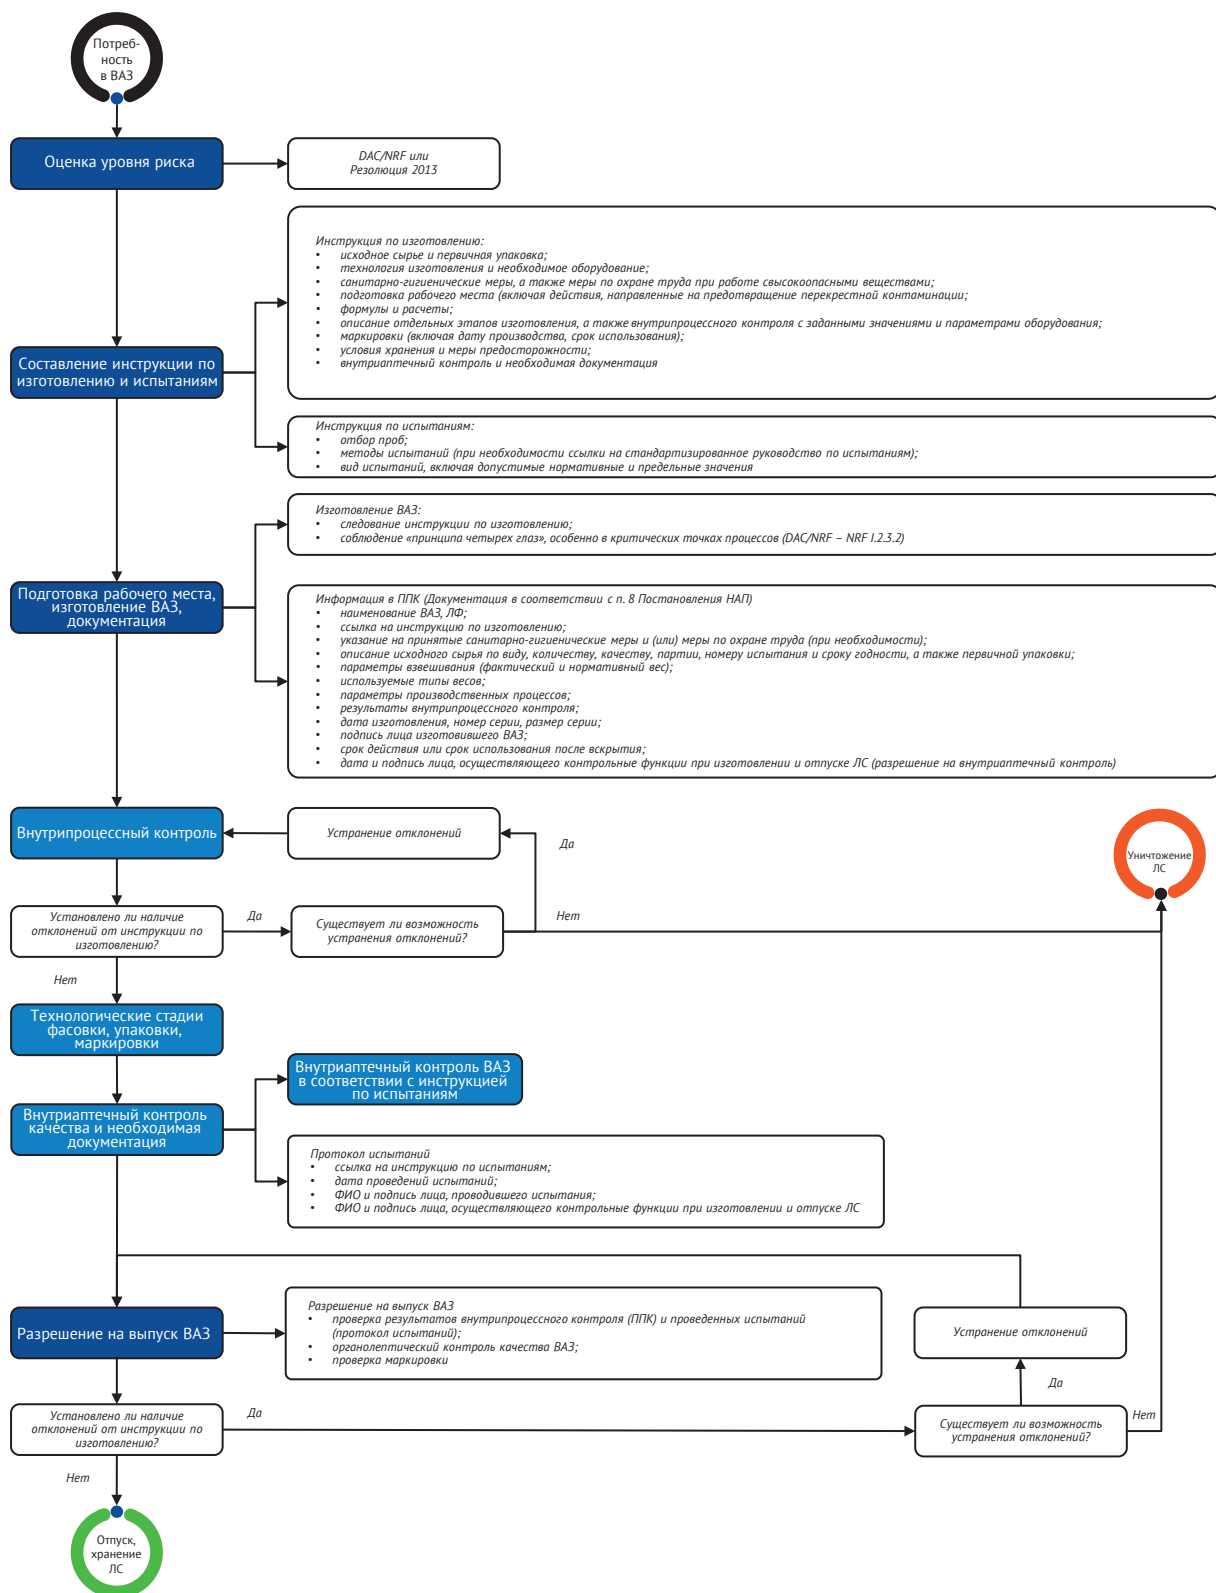 Потреб-
ность
в ВАЗ
Оценка уровня риска
DAC/NRF или
Резолюция 2013
Инструкция по изготовлению:
• исходное сырье и первичная упаковка;
• технология изготовления и необходимое оборудование;
• санитарно-гигиенические меры, а также меры по охране труда при работе свысокоопасными веществами;
• подготовка рабочего места (включая действия, направленные на предотвращение перекрестной контаминации;
• формулы и расчеты;
• описание отдельных этапов изготовления, а также внутрипроцессного контроля с заданными значениями и параметрами оборудования;
• маркировки (включая дату производства, срок использования);
• условия хранения и меры предосторожности;
• внутриаптечный контроль и необходимая документация
Составление инструкции по
изготовлению и испытаниям
Инструкция по испытаниям:
• отбор проб;
• методы испытаний (при необходимости ссылки на стандартизированное руководство по испытаниям);
• вид испытаний, включая допустимые нормативные и предельные значения
Изготовление ВАЗ:
• следование инструкции по изготовлению;
• соблюдение «принципа четырех глаз», особенно в критических точках процессов (DAC/NRF – NRF I.2.3.2)
Подготовка рабочего места,
изготовление ВАЗ,
документация
Информация в ППК (Документация в соответствии с п. 8 Постановления НАП)
• наименование ВАЗ, ЛФ;
• ссылка на инструкцию по изготовлению;
• указание на принятые санитарно-гигиенические меры и (или) меры по охране труда (при необходимости);
• описание исходного сырья по виду, количеству, качеству, партии, номеру испытания и сроку годности, а также первичной упаковки;
• параметры взвешивания (фактический и нормативный вес);
• используемые типы весов;
• параметры производственных процессов;
• результаты внутрипроцессного контроля;
• дата изготовления, номер серии, размер серии;
• подпись лица изготовившего ВАЗ;
• срок действия или срок использования после вскрытия;
• дата и подпись лица, осуществляющего контрольные функции при изготовлении и отпуске ЛС (разрешение на внутриаптечный контроль)
Внутрипроцессный контроль
Устранение отклонений
Да
Уничтожение
ЛС
Установлено ли наличие
отклонений от инструкции по
изготовлению?
Да
Существует ли возможность
устранения отклонений?
Нет
Нет
Технологические стадии
фасовки, упаковки,
маркировки
Внутриаптечный контроль ВАЗ
в соответствии с инструкцией
по испытаниям
Внутриаптечный контроль
качества и необходимая
документация
Протокол испытаний
• ссылка на инструкцию по испытаниям;
• дата проведений испытаний;
• ФИО и подпись лица, проводившего испытания;
• ФИО и подпись лица, осуществляющего контрольные функции при изготовлении и отпуске ЛС
Разрешение на выпуск ВАЗ
Разрешение на выпуск ВАЗ
• проверка результатов внутрипроцессного контроля (ППК) и проведенных испытаний
(протокол испытаний);
• органолептический контроль качества ВАЗ;
• проверка маркировки
Устранение отклонений
Да
Установлено ли наличие
отклонений от инструкции по
изготовлению?
Да
Существует ли возможность
устранения отклонений?
Нет
Нет
Отпуск,
хранение
ЛС